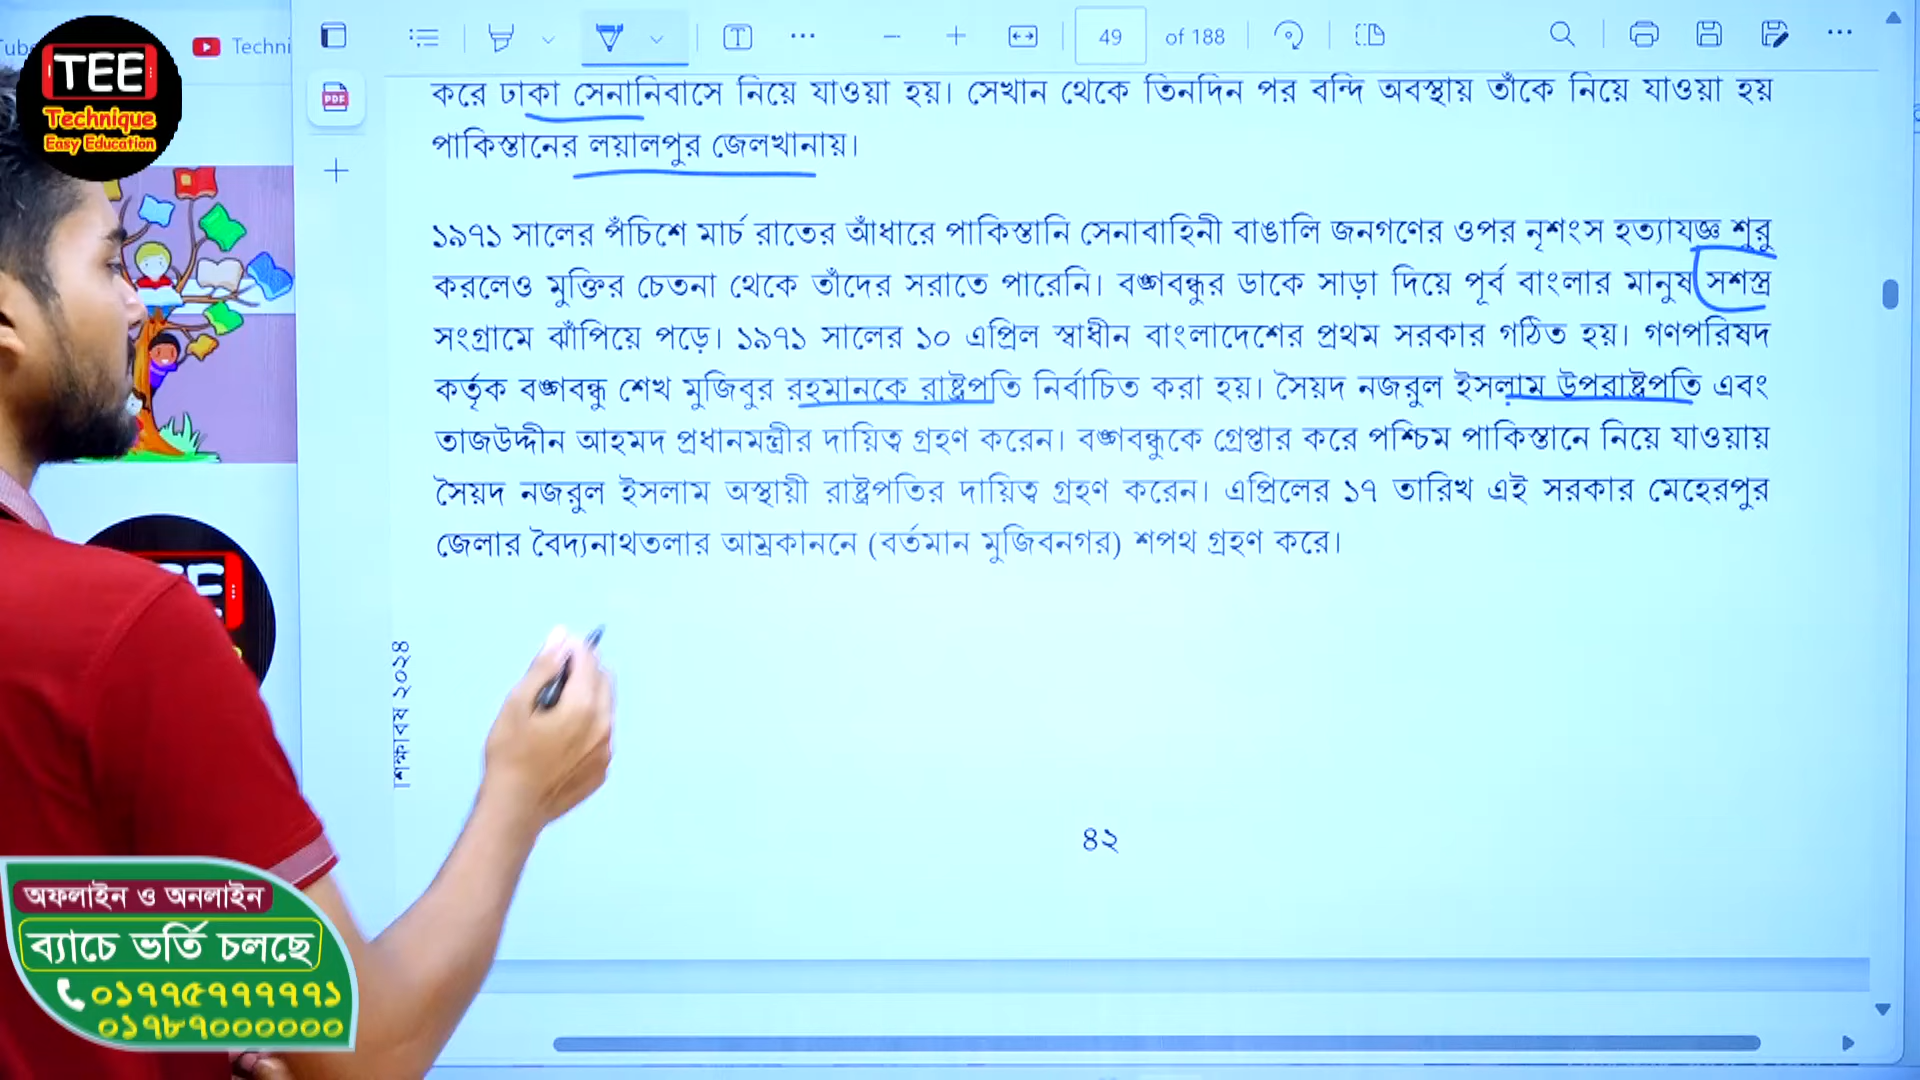 TEE
Technique
Easy Education
Techni
49 of 188
PDF
করে ঢাকা সেনানিবাসে নিয়ে যাওয়া হয়। সেখান থেকে তিনদিন পর বন্দি অবস্থায় তাঁকে নিয়ে যাওয়া হয়
পাকিস্তানের লয়ালপুর জেলখানায়।
১৯৭১ সালের পঁচিশে মার্চ রাতের আঁধারে পাকিস্তানি সেনাবাহিনী বাঙালি জনগণের ওপর নৃশংস হত্যাযজ্ঞ শুরু
করলেও মুক্তির চেতনা থেকে তাঁদের সরাতে পারেনি। বঙ্গবন্ধুর ডাকে সাড়া দিয়ে পূর্ব বাংলার মানুষ সশস্ত্র
সংগ্রামে ঝাঁপিয়ে পড়ে। ১৯৭১ সালের ১০ এপ্রিল স্বাধীন বাংলাদেশের প্রথম সরকার গঠিত হয়। গণপরিষদ
কর্তৃক বঙ্গবন্ধু শেখ মুজিবুর রহমানকে রাষ্ট্রপতি নির্বাচিত করা হয়। সৈয়দ নজরুল ইসলাম উপরাষ্ট্রপতি এবং
তাজউদ্দীন আহমদ প্রধানমন্ত্রীর দায়িত্ব গ্রহণ করেন। বঙ্গবন্ধুকে গ্রেপ্তার করে পশ্চিম পাকিস্তানে নিয়ে যাওয়ায়
সৈয়দ নজরুল ইসলাম অস্থায়ী রাষ্ট্রপতির দায়িত্ব গ্রহণ করেন। এপ্রিলের ১৭ তারিখ এই সরকার মেহেরপুর
জেলার বৈদ্যনাথতলার আম্রকাননে (বর্তমান মুজিবনগর) শপথ গ্রহণ করে।
শিক্ষাবর্ষ ২০২৪
৪২
অফলাইন ও অনলাইন
ব্যাচে ভর্তি চলছে
০১৭৭৫৭৭৭৭৭১
০১৭৮৭০০০০০০